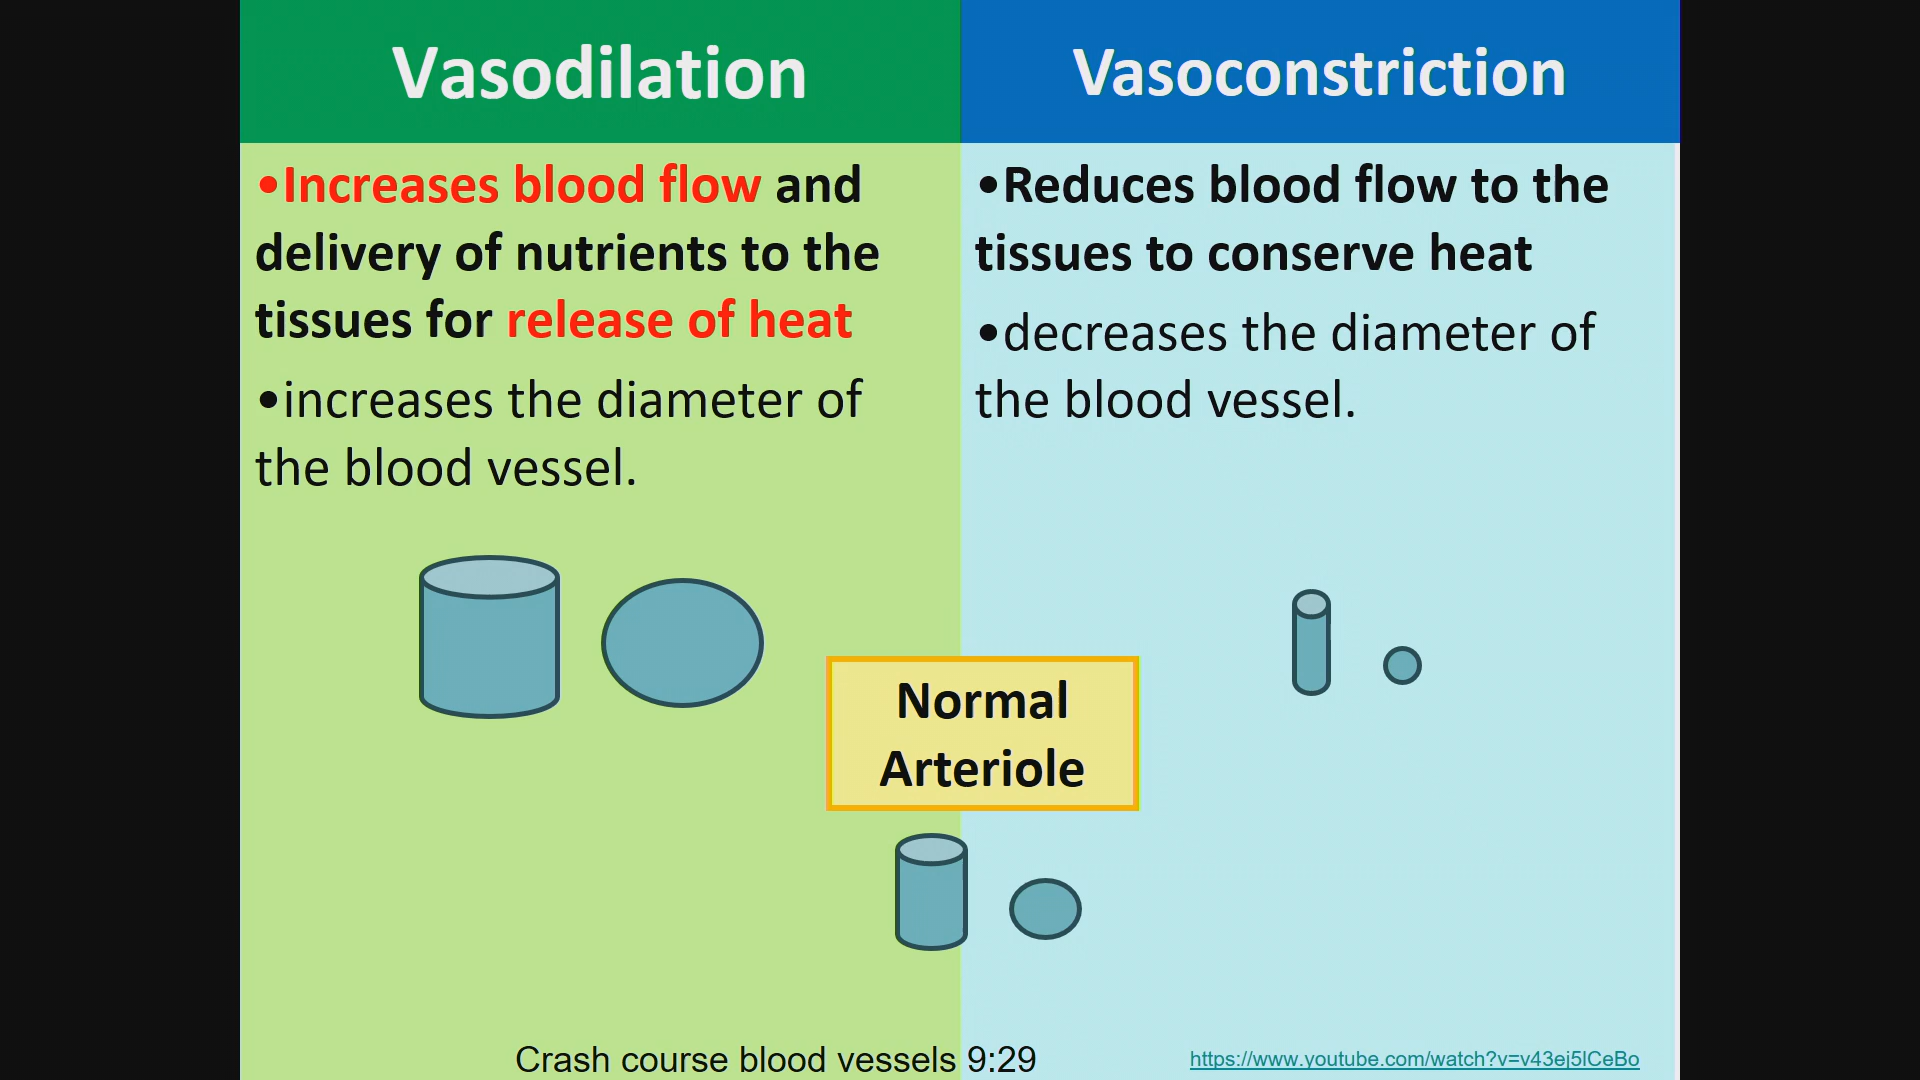 Vasodilation
•Increases blood flow and
delivery of nutrients to the
tissues for release of heat
•increases the diameter of
the blood vessel.
Vasoconstriction
•Reduces blood flow to the
tissues to conserve heat
•decreases the diameter of
the blood vessel.
Normal
Arteriole
Crash course blood vessels 9:29
https://www.youtube.com/watch?v=v43ej5lCeBo